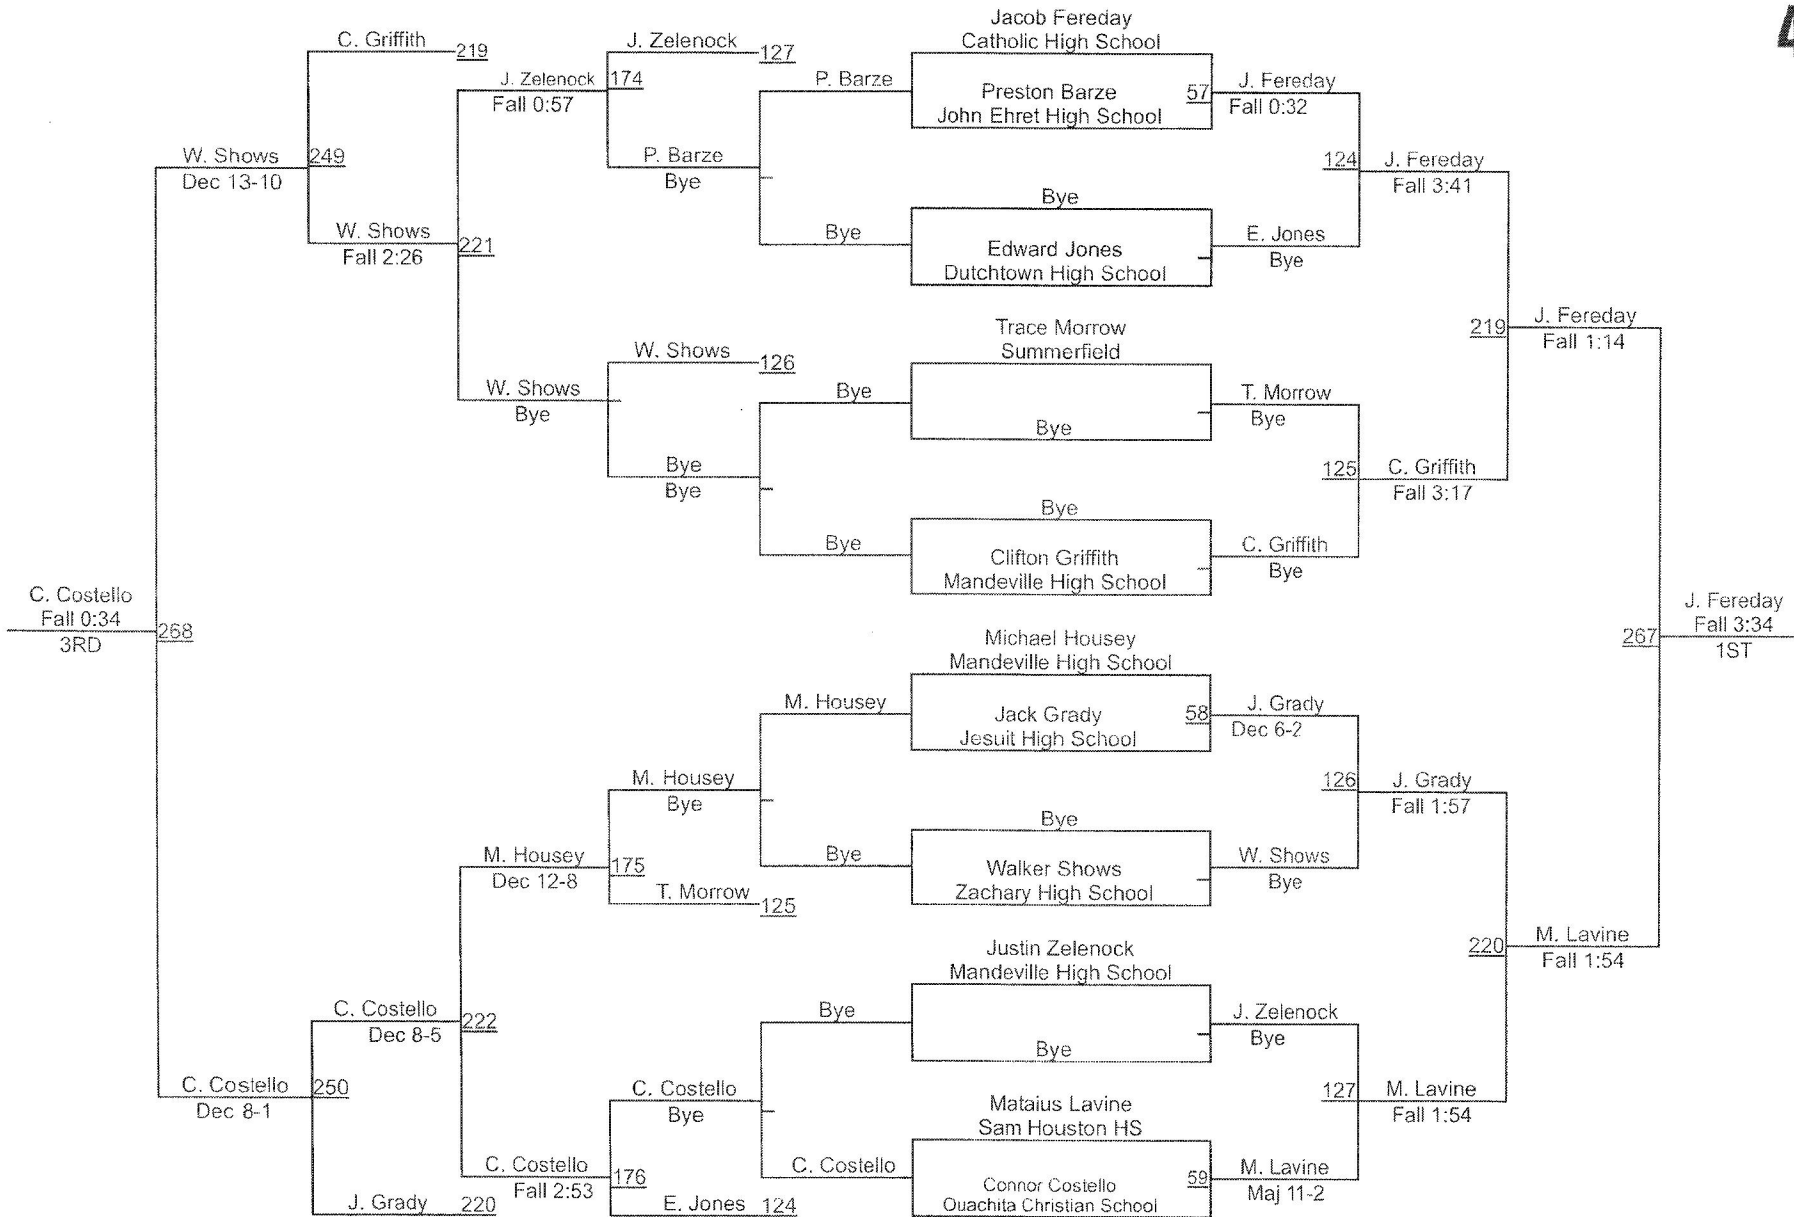 4
Jacob Fereday
Catholic High School
C. Griffith 219
J. Zelenock 127
J. Zelenock 174
Fall 0:57
P. Barze
Preston Barze 57
John Ehret High School
J. Fereday
Fall 0:32
W. Shows 249
Dec 13-10
P. Barze
Bye
124 J. Fereday
Fall 3:41
Bye
W. Shows 221
Fall 2:26
Bye
Edward Jones
Dutchtown High School
E. Jones
Bye
Trace Morrow
Summerfield
219 J. Fereday
Fall 1:14
W. Shows 126
W. Shows
Bye
Bye
Bye
T. Morrow
Bye
Bye
Bye
125 C. Griffith
Fall 3:17
Bye
Bye
Clifton Griffith
Mandeville High School
C. Griffith
Bye
C. Costello
Fall 0:34
3RD
268
Michael Housey
Mandeville High School
267
J. Fereday
Fall 3:34
1ST
M. Housey
Jack Grady 58
Jesuit High School
J. Grady
Dec 6-2
M. Housey
Bye
126 J. Grady
Fall 1:57
Bye
M. Housey 175
Dec 12-8
Bye
Walker Shows
Zachary High School
W. Shows
Bye
T. Morrow 125
Justin Zelenock
Mandeville High School
220 M. Lavine
Fall 1:54
C. Costello 222
Dec 8-5
Bye
Bye
J. Zelenock
Bye
C. Costello 250
Dec 8-1
C. Costello
Bye
Mataius Lavine
Sam Houston HS
127 M. Lavine
Fall 1:54
C. Costello 176
Fall 2:53
C. Costello
Connor Costello 59
Ouachita Christian School
M. Lavine
Maj 11-2
J. Grady 220
E. Jones 124